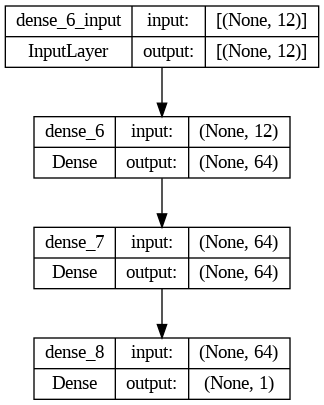 dense_6_input input: [(None, 12)]
InputLayer output: [(None, 12)]
dense_6 input: (None, 12)
Dense output: (None, 64)
dense_7 input: (None, 64)
Dense output: (None, 64)
dense_8 input: (None, 64)
Dense output: (None, 1)